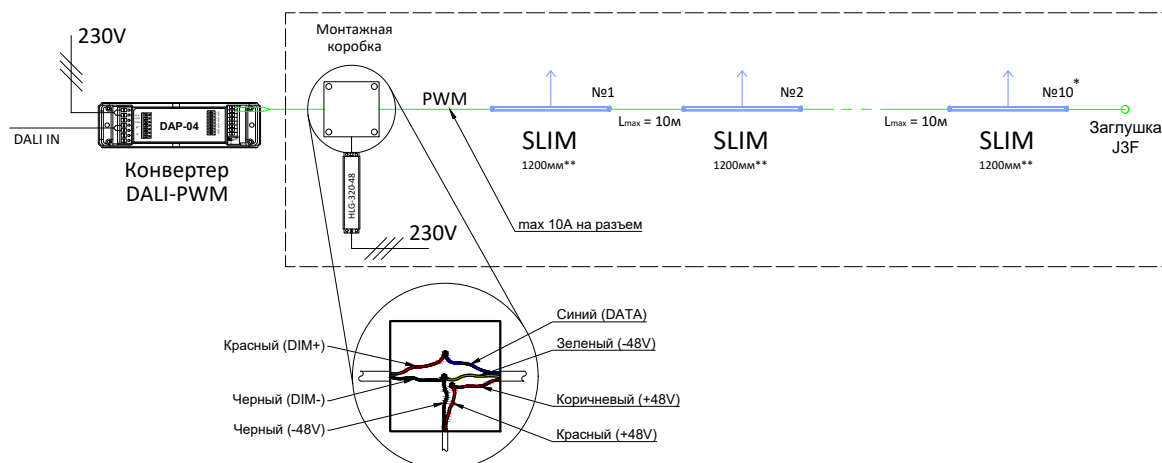 230V
DALI IN
DAP-04
Конвертер
DALI-PWM
Монтажная
коробка
HLG-320-48
230V
PWM
max 10А на разъем
№1
SLIM
1200мм**
Lmax = 10м
№2
SLIM
1200мм**
Lmax = 10м
№10*
SLIM
1200мм**
Заглушка
J3F
Красный (DIM+)
Черный (DIM-)
Черный (-48V)
Синий (DATA)
Зеленый (-48V)
Коричневый (+48V)
Красный (+48V)